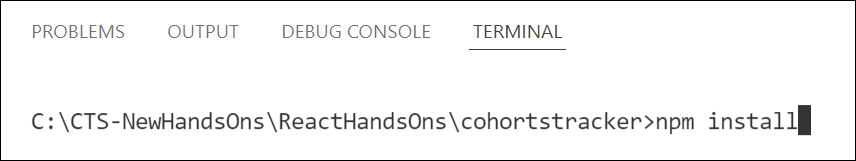 PROBLEMS OUTPUT DEBUG CONSOLE TERMINAL
C:\CTS-NewHandsOns\ReactHandsOns\cohortstracker>npm install